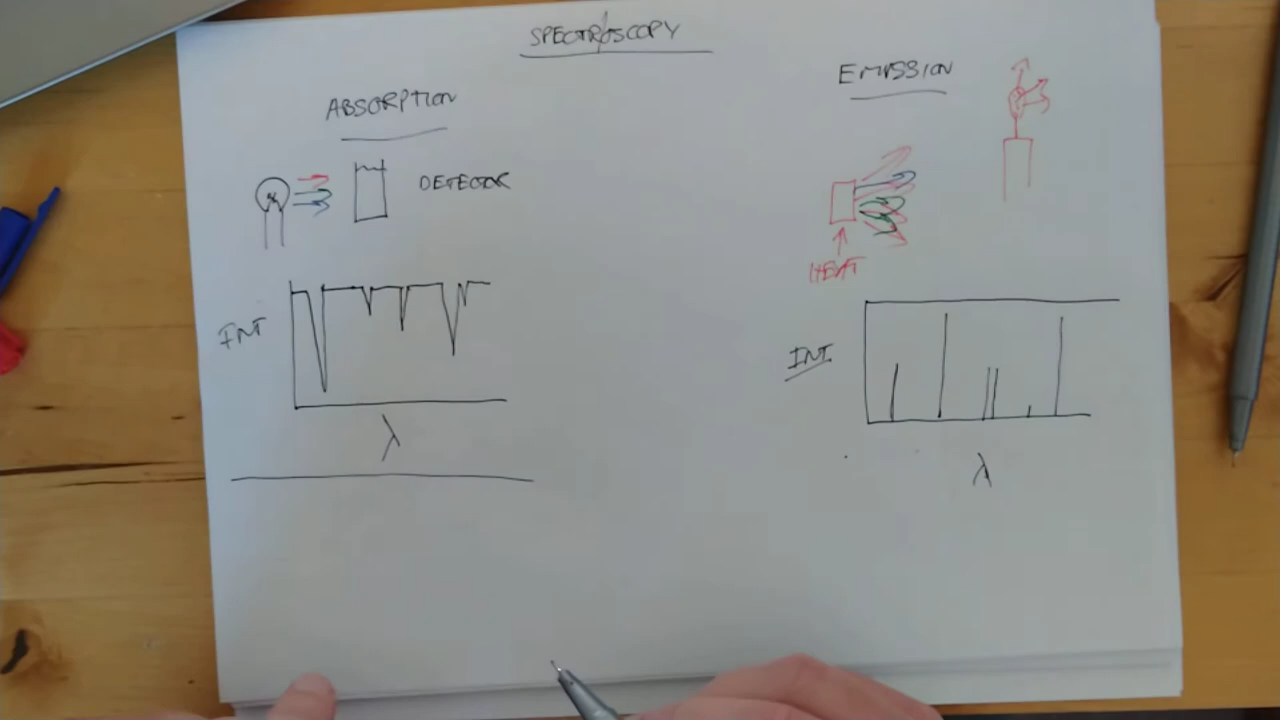 SPECTROSCOPY
ABSORPTION
DETECTOR
INT
λ
EMISSION
HEAT
INT.
λ